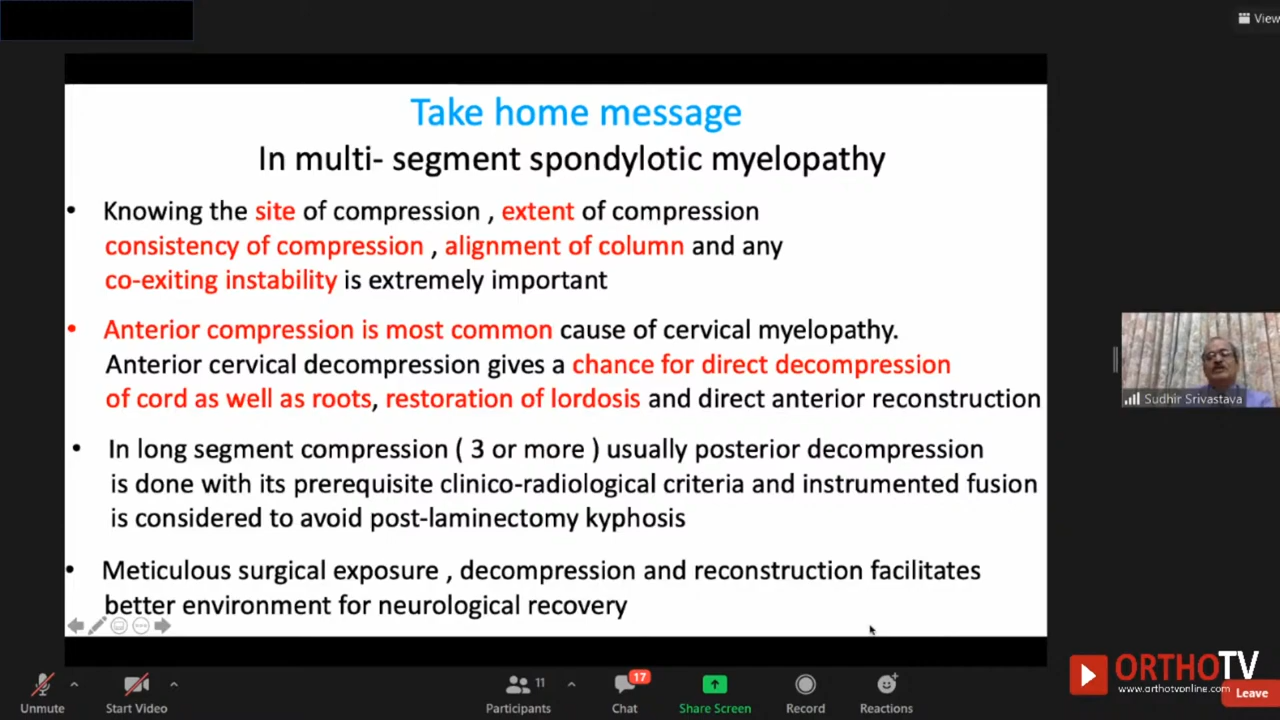 View
Take home message
In multi- segment spondylotic myelopathy
• Knowing the site of compression , extent of compression
consistency of compression , alignment of column and any
co-exiting instability is extremely important
• Anterior compression is most common cause of cervical myelopathy.
Anterior cervical decompression gives a chance for direct decompression
of cord as well as roots, restoration of lordosis and direct anterior reconstruction
• In long segment compression ( 3 or more ) usually posterior decompression
is done with its prerequisite clinico-radiological criteria and instrumented fusion
is considered to avoid post-laminectomy kyphosis
• Meticulous surgical exposure , decompression and reconstruction facilitates
better environment for neurological recovery
Sudhir Srivastava
ORTHOTV
www.orthotvonline.com
Leave
17
11
Unmute
Start Video
Participants
Chat
Share Screen
Record
Reactions